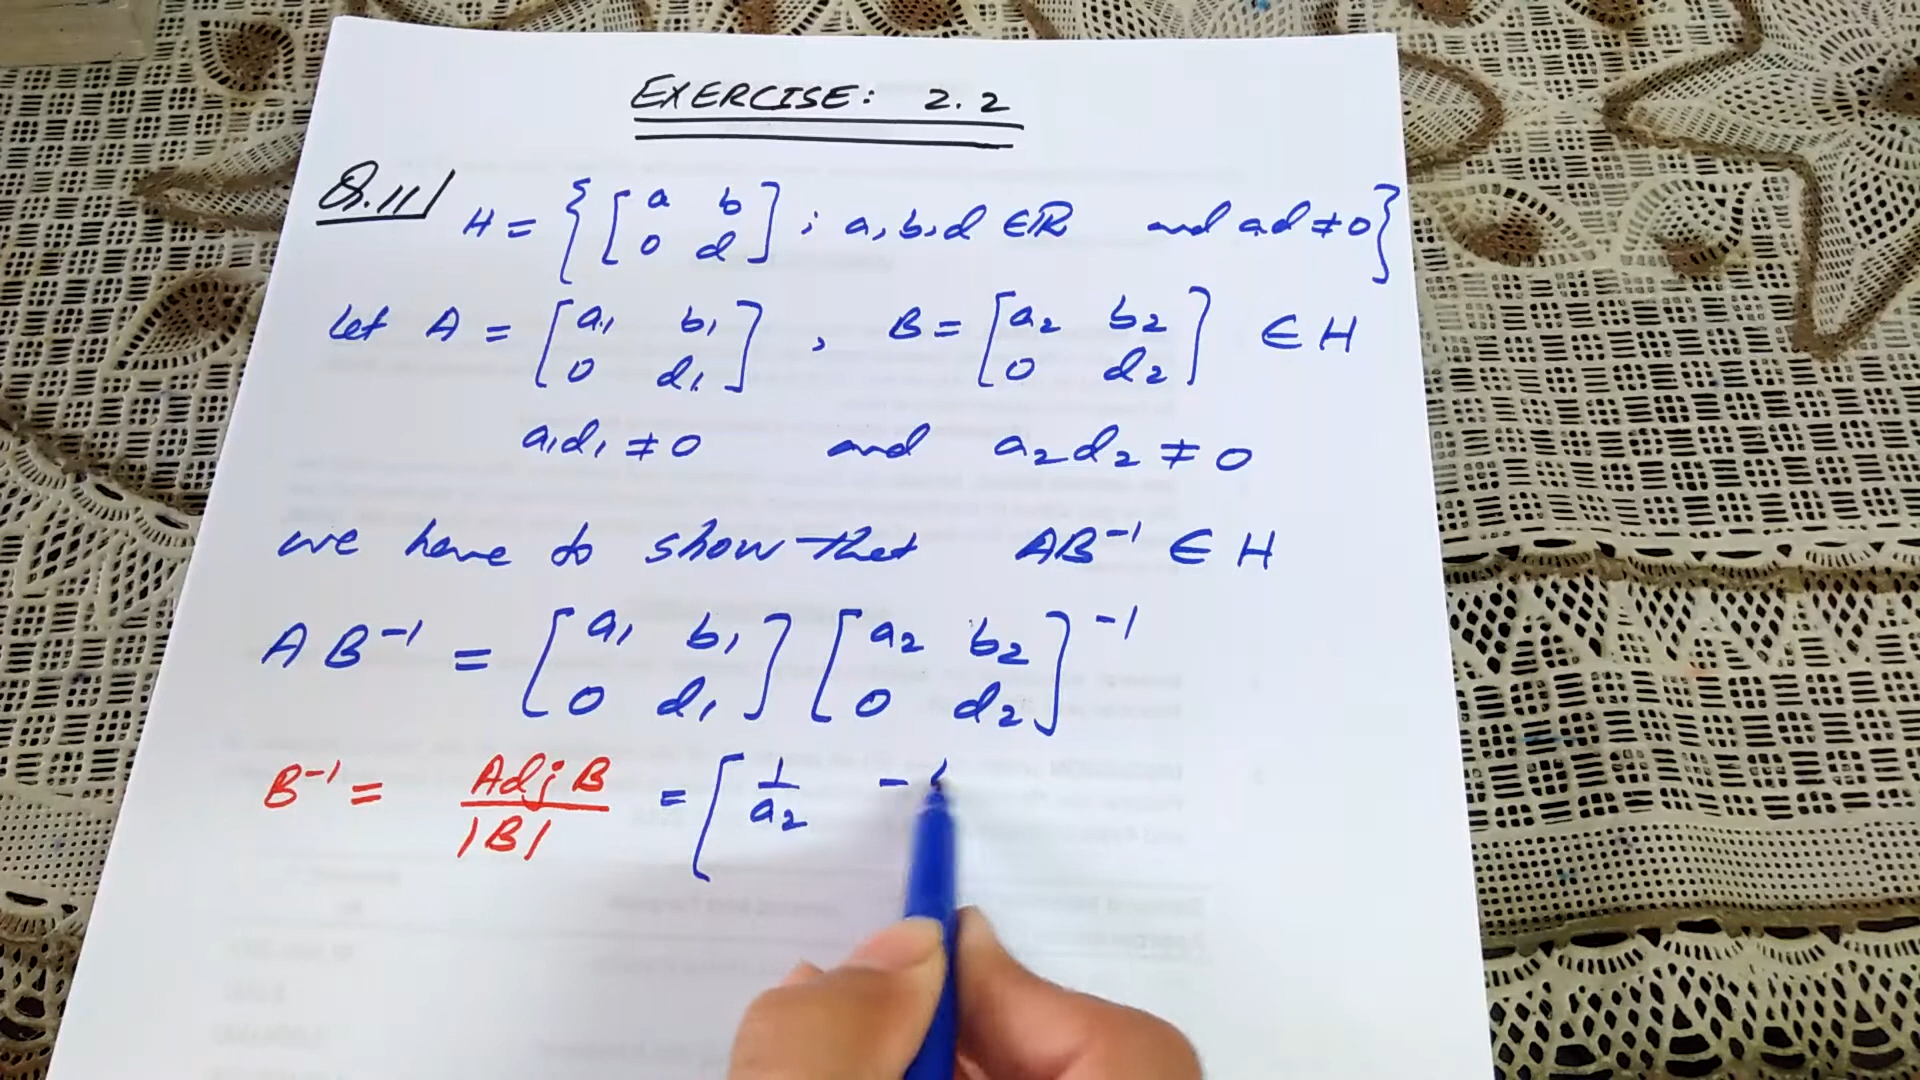 EXERCISE: 2.2
Q.11/ H = { [ a b ; 0 d ] ; a, b, d ∈ ℝ and ad ≠ 0 }
Let A = [ a₁ b₁ ; 0 d₁ ] , B = [ a₂ b₂ ; 0 d₂ ] ∈ H
a₁d₁ ≠ 0 and a₂d₂ ≠ 0
we have to show that AB⁻¹ ∈ H
AB⁻¹ = [ a₁ b₁ ; 0 d₁ ] [ a₂ b₂ ; 0 d₂ ]⁻¹
B⁻¹ = Adj B / |B| = [ 1/a₂ -